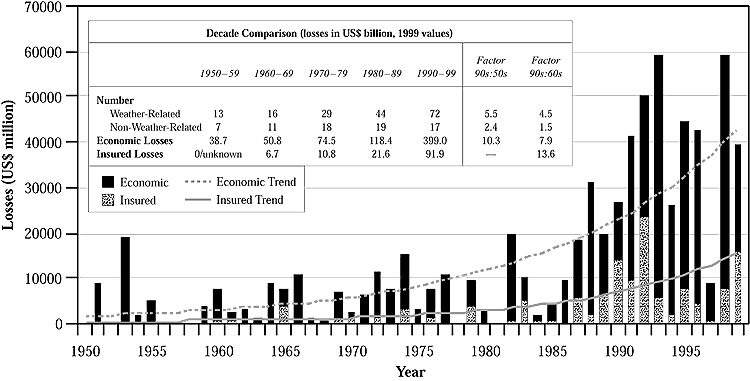 70000
60000
50000
40000
30000
20000
10000
0
Losses (US$ million)
Decade Comparison (losses in US$ billion, 1999 values)
Factor Factor
1950–59 1960–69 1970–79 1980–89 1990–99 90s:50s 90s:60s
Number
Weather-Related 13 16 29 44 72 5.5 4.5
Non-Weather-Related 7 11 18 19 17 2.4 1.5
Economic Losses 38.7 50.8 74.5 118.4 399.0 10.3 7.9
Insured Losses 0/unknown 6.7 10.8 21.6 91.9 — 13.6
Economic Economic Trend
Insured Insured Trend
1950 1955 1960 1965 1970 1975 1980 1985 1990 1995
Year